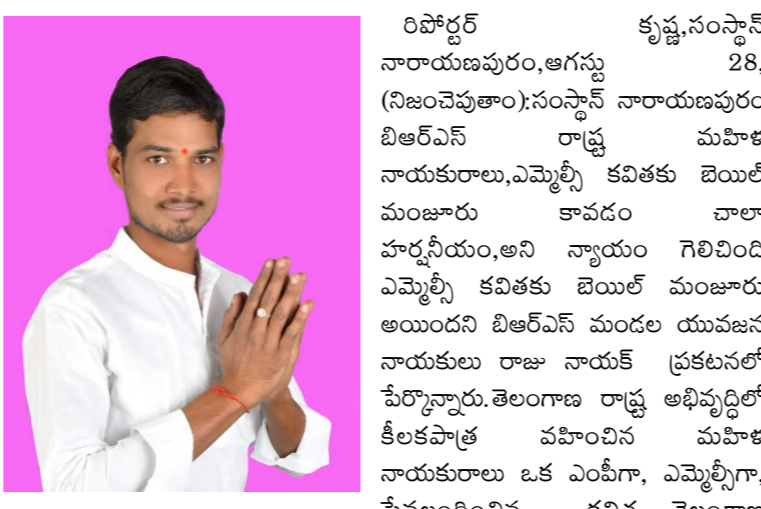 రిపోర్టర్ కృష్ణ,సంస్థాన్
నారాయణపురం,ఆగస్టు 28,
(నిజంచెపుతాం):సంస్థాన్ నారాయణపురం
బిఆర్ఎస్ రాష్ట్ర మహిళ
నాయకురాలు,ఎమ్మెల్సీ కవితకు బెయిల్
మంజూరు కావడం చాలా
హర్షనీయం,అని న్యాయం గెలిచింది
ఎమ్మెల్సీ కవితకు బెయిల్ మంజూరు
అయిందని బిఆర్ఎస్ మండల యువజన
నాయకులు రాజు నాయక్ ప్రకటనలో
పేర్కొన్నారు.తెలంగాణ రాష్ట్ర అభివృద్ధిలో
కీలకపాత్ర వహించిన మహిళ
నాయకురాలు ఒక ఎంపీగా, ఎమ్మెల్సీగా,